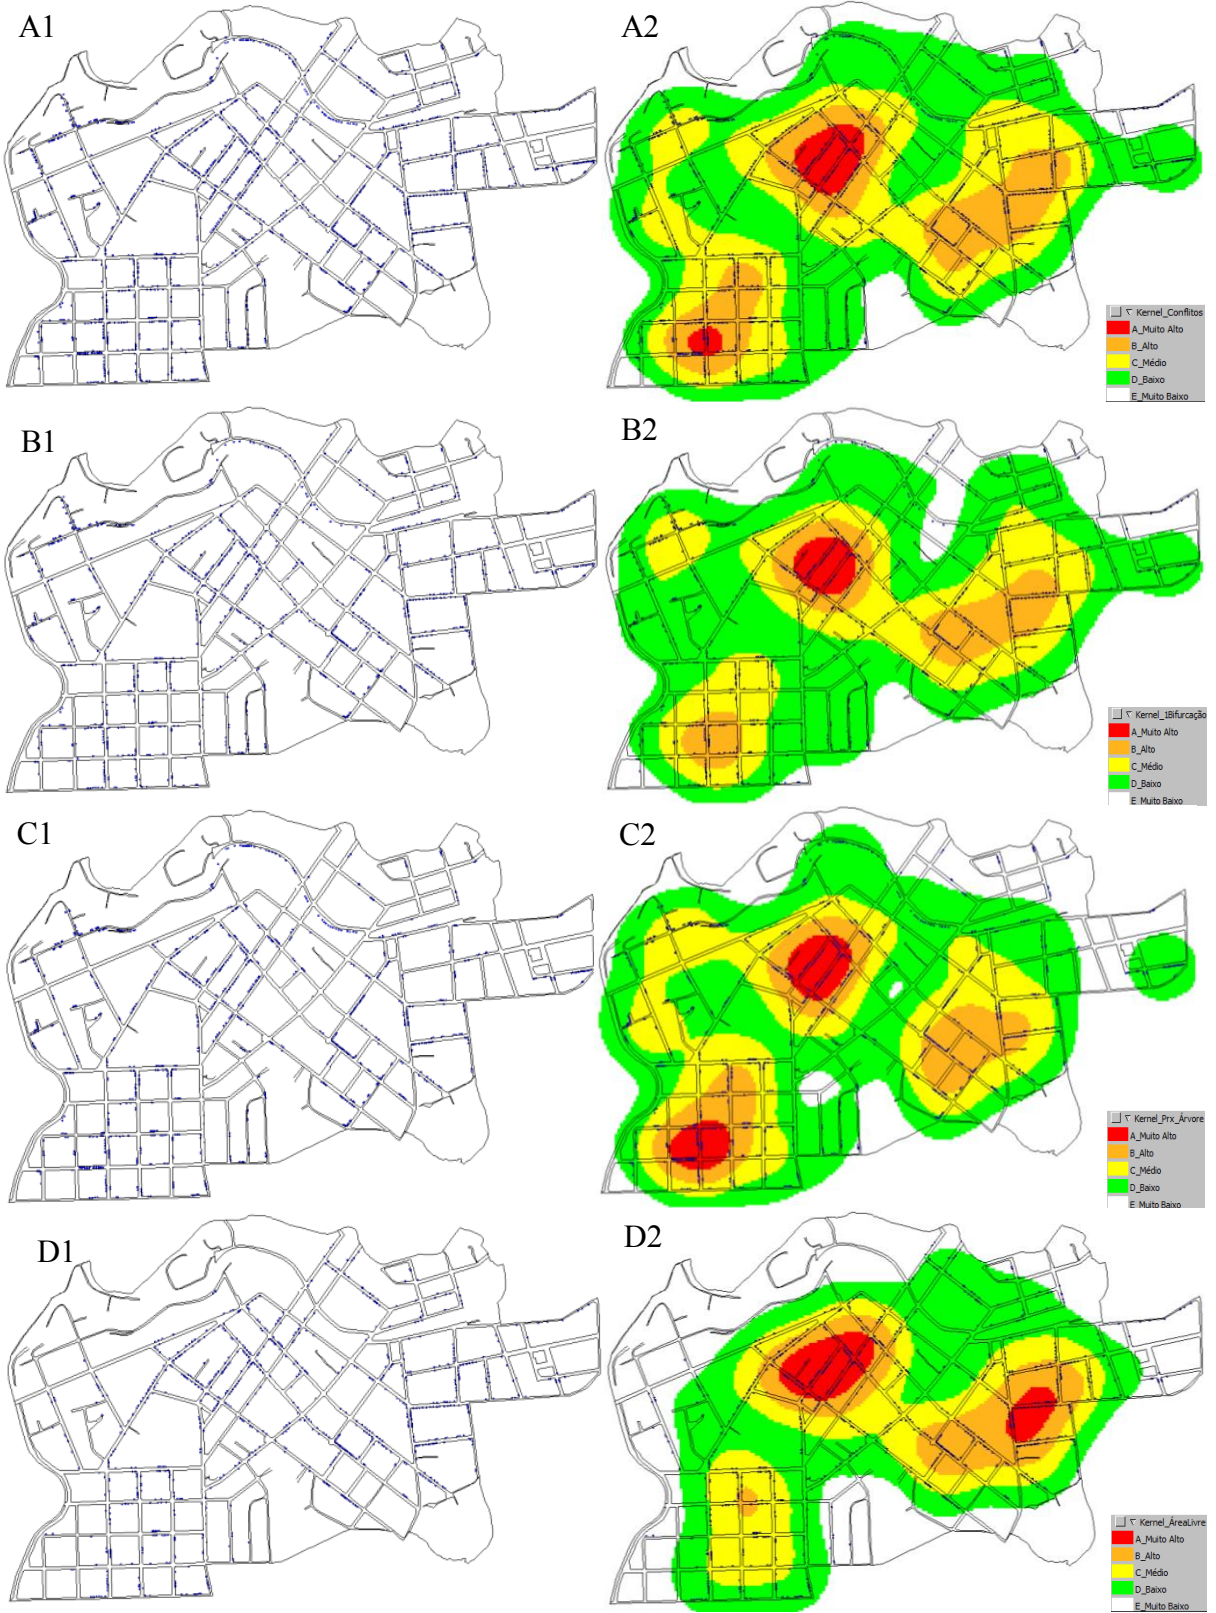 A1
A2
Kernel_Conflitos
A_Muito Alto
B_Alto
C_Médio
D_Baixo
E_Muito Baixo
B1
B2
Kernel_1Bifurcação
A_Muito Alto
B_Alto
C_Médio
D_Baixo
E_Muito Baixo
C1
C2
Kernel_Prx_Árvore
A_Muito Alto
B_Alto
C_Médio
D_Baixo
E_Muito Baixo
D1
D2
Kernel_ÁreaLivre
A_Muito Alto
B_Alto
C_Médio
D_Baixo
E_Muito Baixo